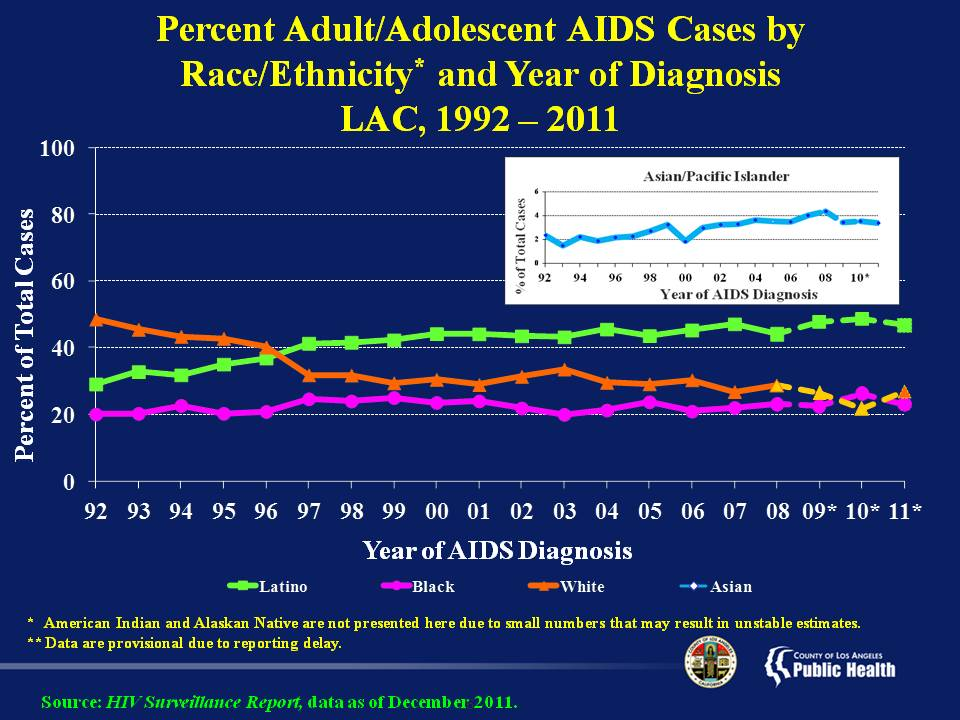 Percent Adult/Adolescent AIDS Cases by
Race/Ethnicity* and Year of Diagnosis
LAC, 1992 – 2011
Percent of Total Cases
100
80
60
40
20
0
Asian/Pacific Islander
% of Total Cases
6
4
2
0
92 94 96 98 00 02 04 06 08 10*
Year of AIDS Diagnosis
92 93 94 95 96 97 98 99 00 01 02 03 04 05 06 07 08 09* 10* 11*
Year of AIDS Diagnosis
Latino Black White Asian
* American Indian and Alaskan Native are not presented here due to small numbers that may result in unstable estimates.
** Data are provisional due to reporting delay.
COUNTY OF LOS ANGELES
Public Health
Source: HIV Surveillance Report, data as of December 2011.